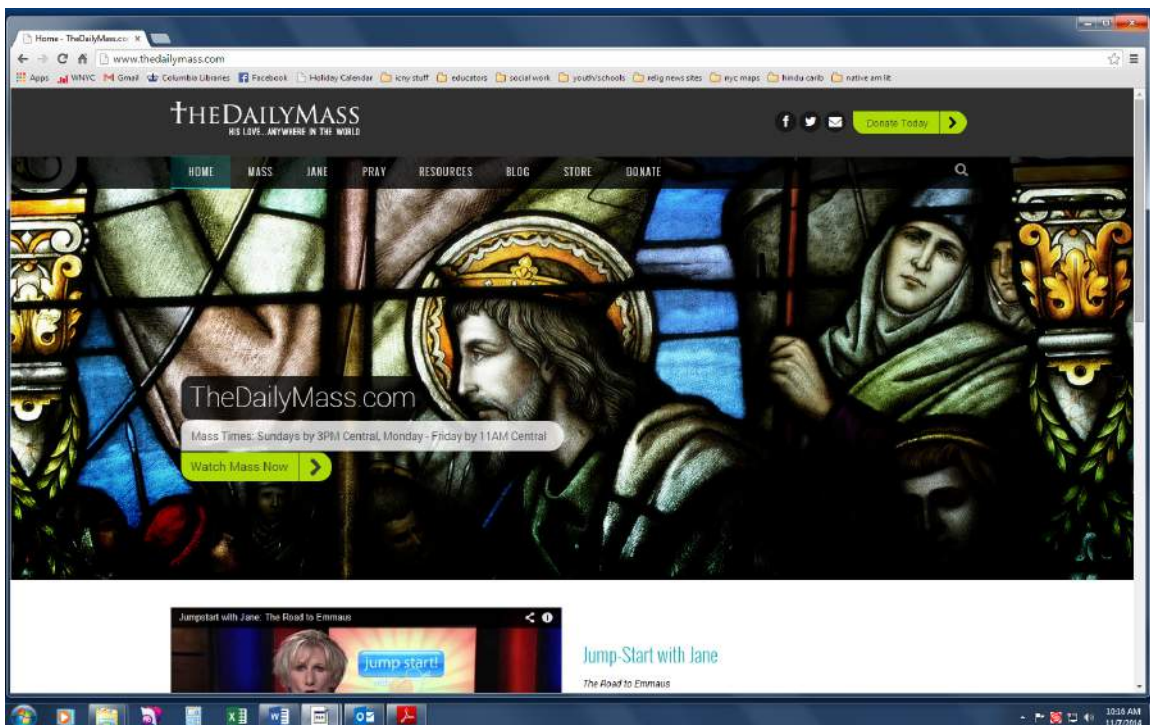 Home - TheDailyMass.co
www.thedailymass.com
Apps WNYC Gmail Columbia Libraries Facebook Holiday Calendar icny stuff educators social work youth/schools relig news sites nyc maps hindu carib native am lit
THEDAILYMASS
HIS LOVE...ANYWHERE IN THE WORLD
Donate Today
HOME MASS JANE PRAY RESOURCES BLOG STORE DONATE
TheDailyMass.com
Mass Times: Sundays by 3PM Central, Monday - Friday by 11AM Central
Watch Mass Now
Jumpstart with Jane: The Road to Emmaus
jump start!
Jump-Start with Jane
The Road to Emmaus
10:16 AM
11/7/2014